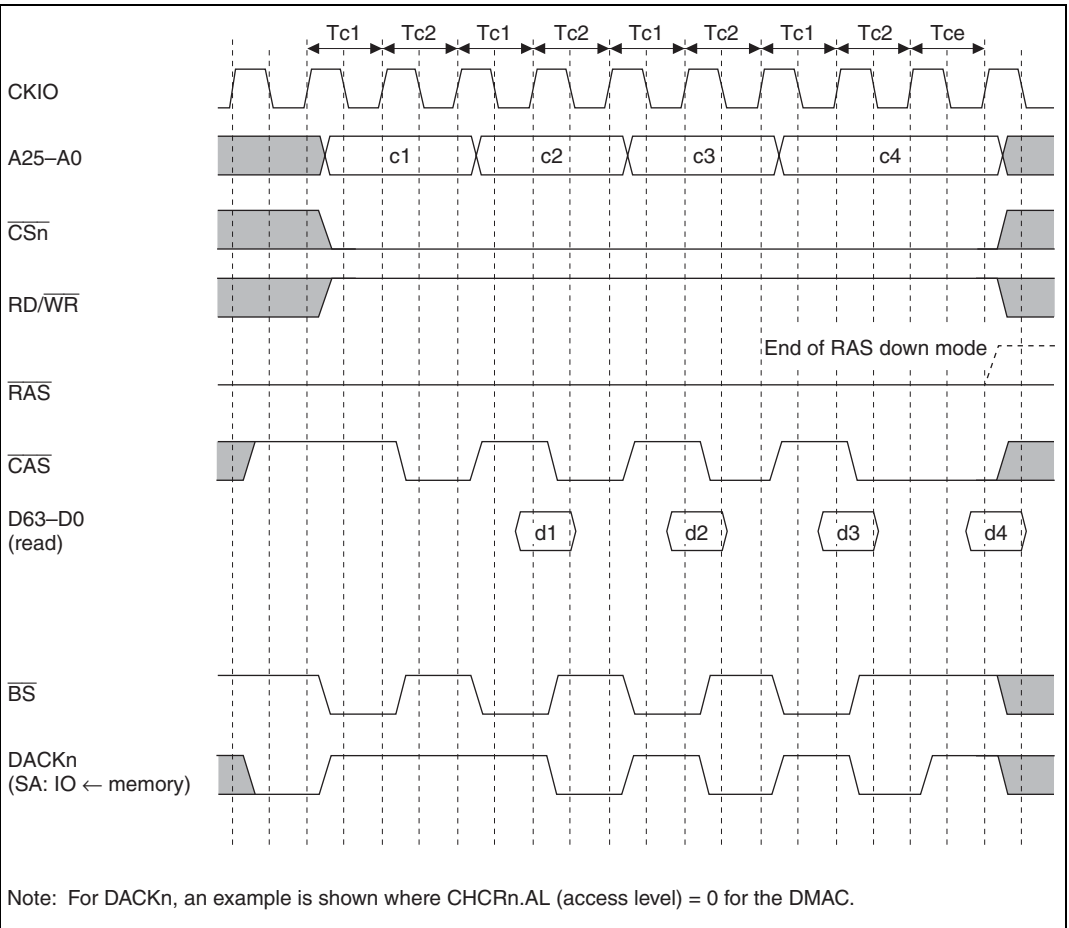 Tc1 Tc2 Tc1 Tc2 Tc1 Tc2 Tc1 Tc2 Tce
CKIO
A25–A0 c1 c2 c3 c4
CSn
RD/WR
End of RAS down mode
RAS
CAS
D63–D0
(read) d1 d2 d3 d4
BS
DACKn
(SA: IO ← memory)
Note: For DACKn, an example is shown where CHCRn.AL (access level) = 0 for the DMAC.